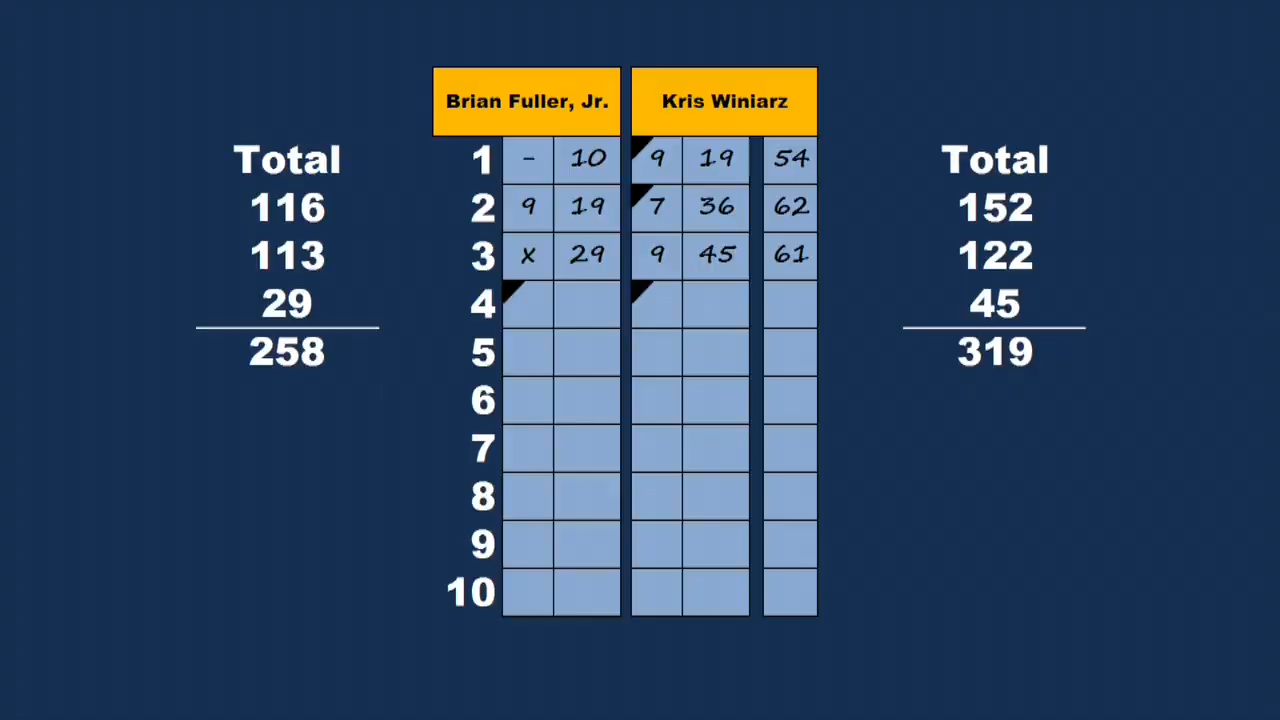 Brian Fuller, Jr. Kris Winiarz
Total 1 - 10 9 19 54 Total
116 2 9 19 7 36 62 152
113 3 x 29 9 45 61 122
29 4 45
258 5 319
6
7
8
9
10